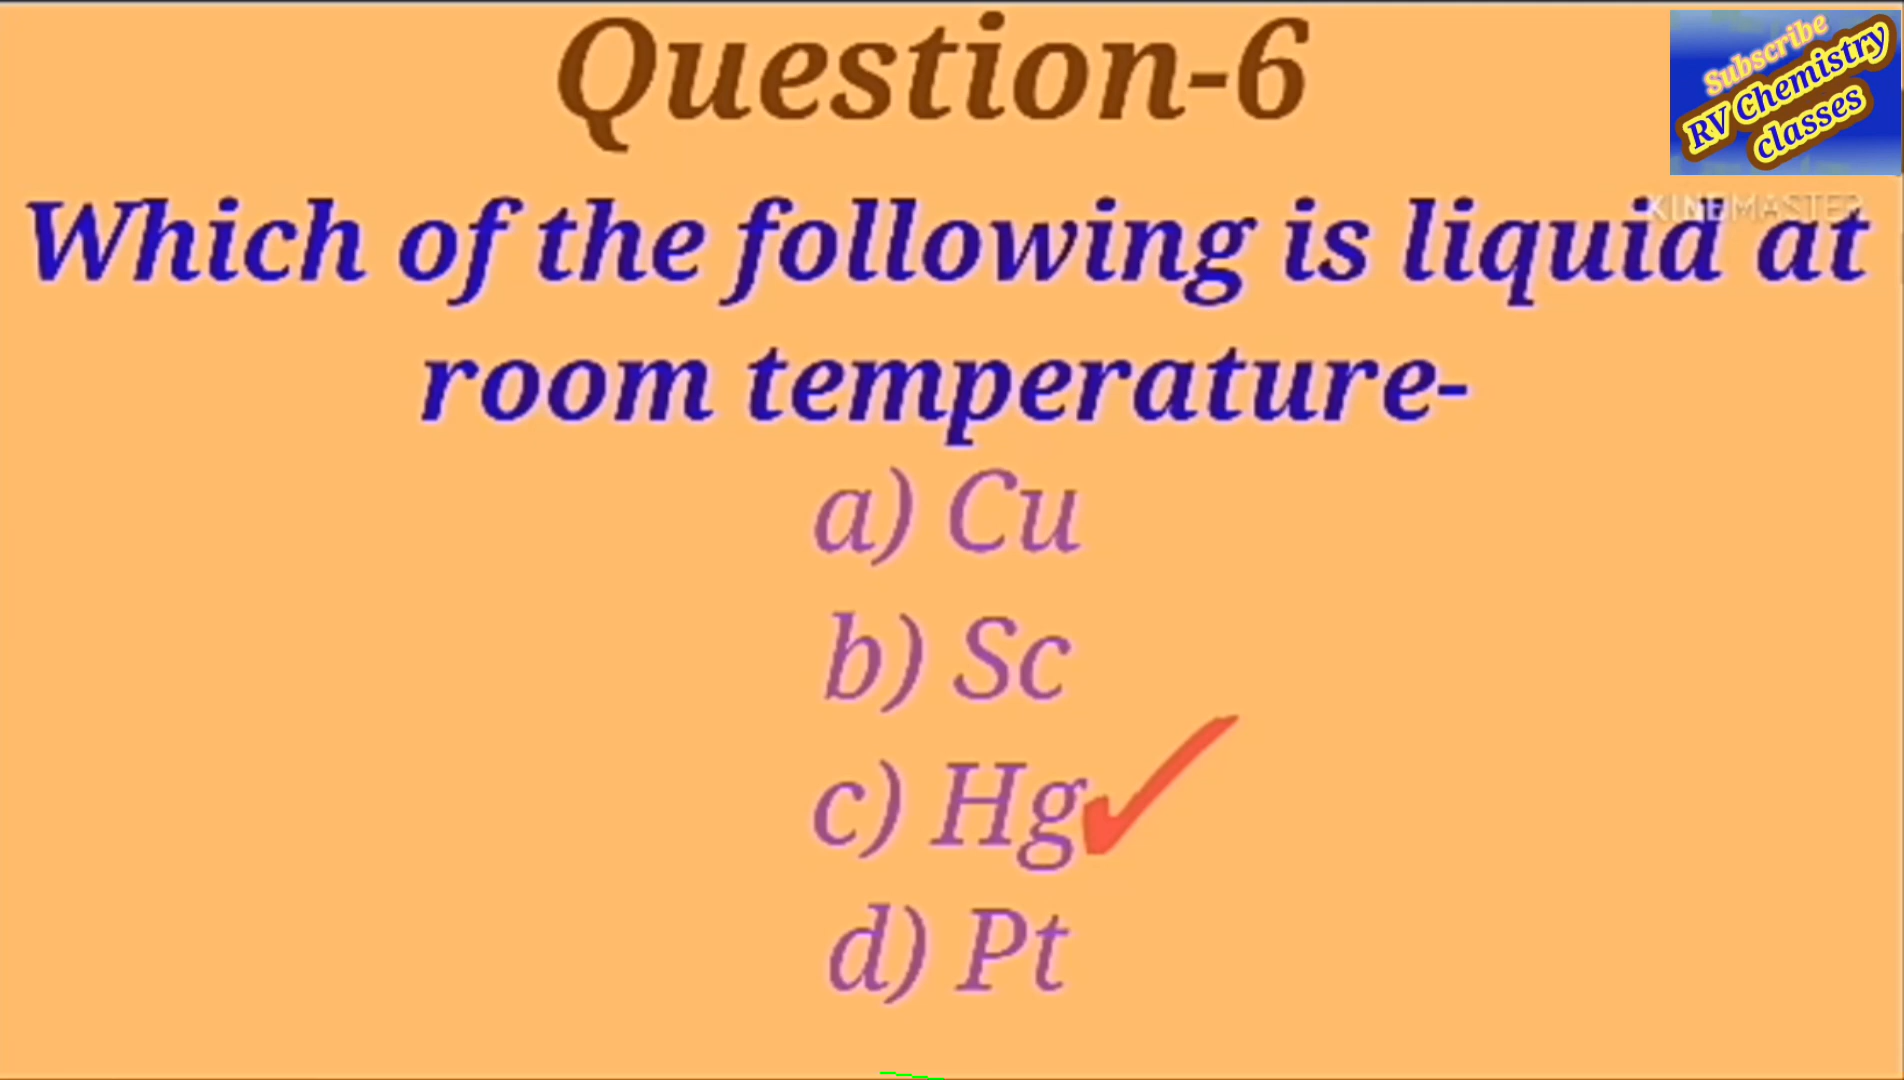 Question-6
Subscribe
RV Chemistry
classes
KINEMASTER
Which of the following is liquid at
room temperature-
a) Cu
b) Sc
c) Hg
d) Pt